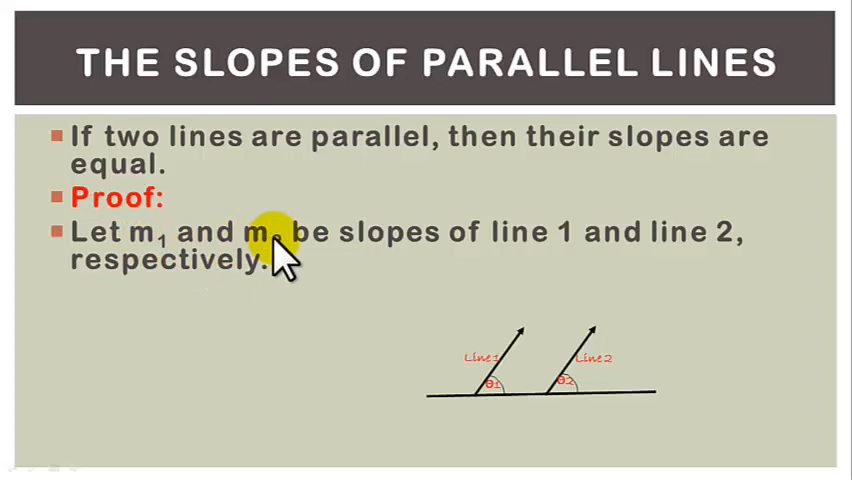 THE SLOPES OF PARALLEL LINES
If two lines are parallel, then their slopes are
equal.
Proof:
Let m₁ and m₂ be slopes of line 1 and line 2,
respectively.
Line 1
Line 2
θ1
θ2